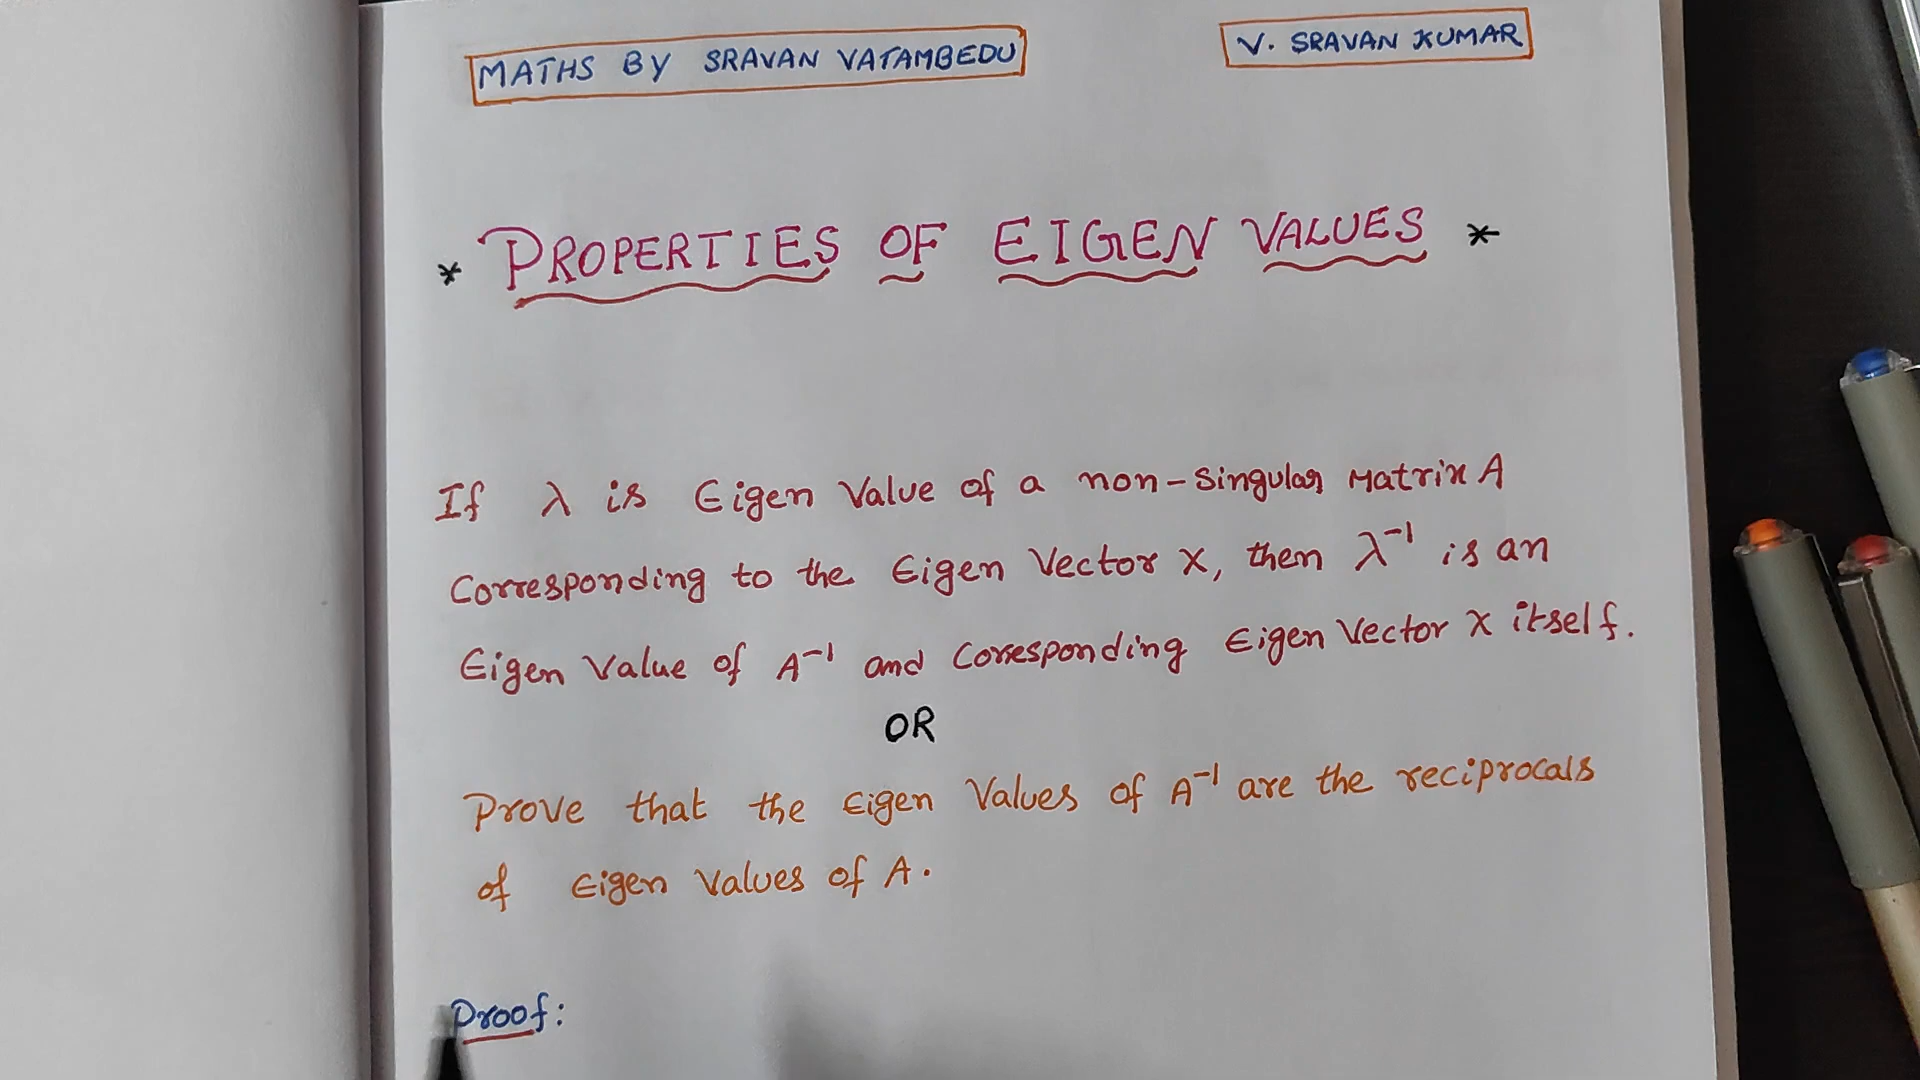 MATHS BY SRAVAN VATAMBEDU
V. SRAVAN KUMAR
* PROPERTIES OF EIGEN VALUES *
If λ is Eigen Value of a non-Singular Matrix A
Corresponding to the Eigen Vector X, then λ⁻¹ is an
Eigen Value of A⁻¹ and Corresponding Eigen Vector X itself.
OR
Prove that the Eigen Values of A⁻¹ are the reciprocals
of Eigen Values of A.
Proof: